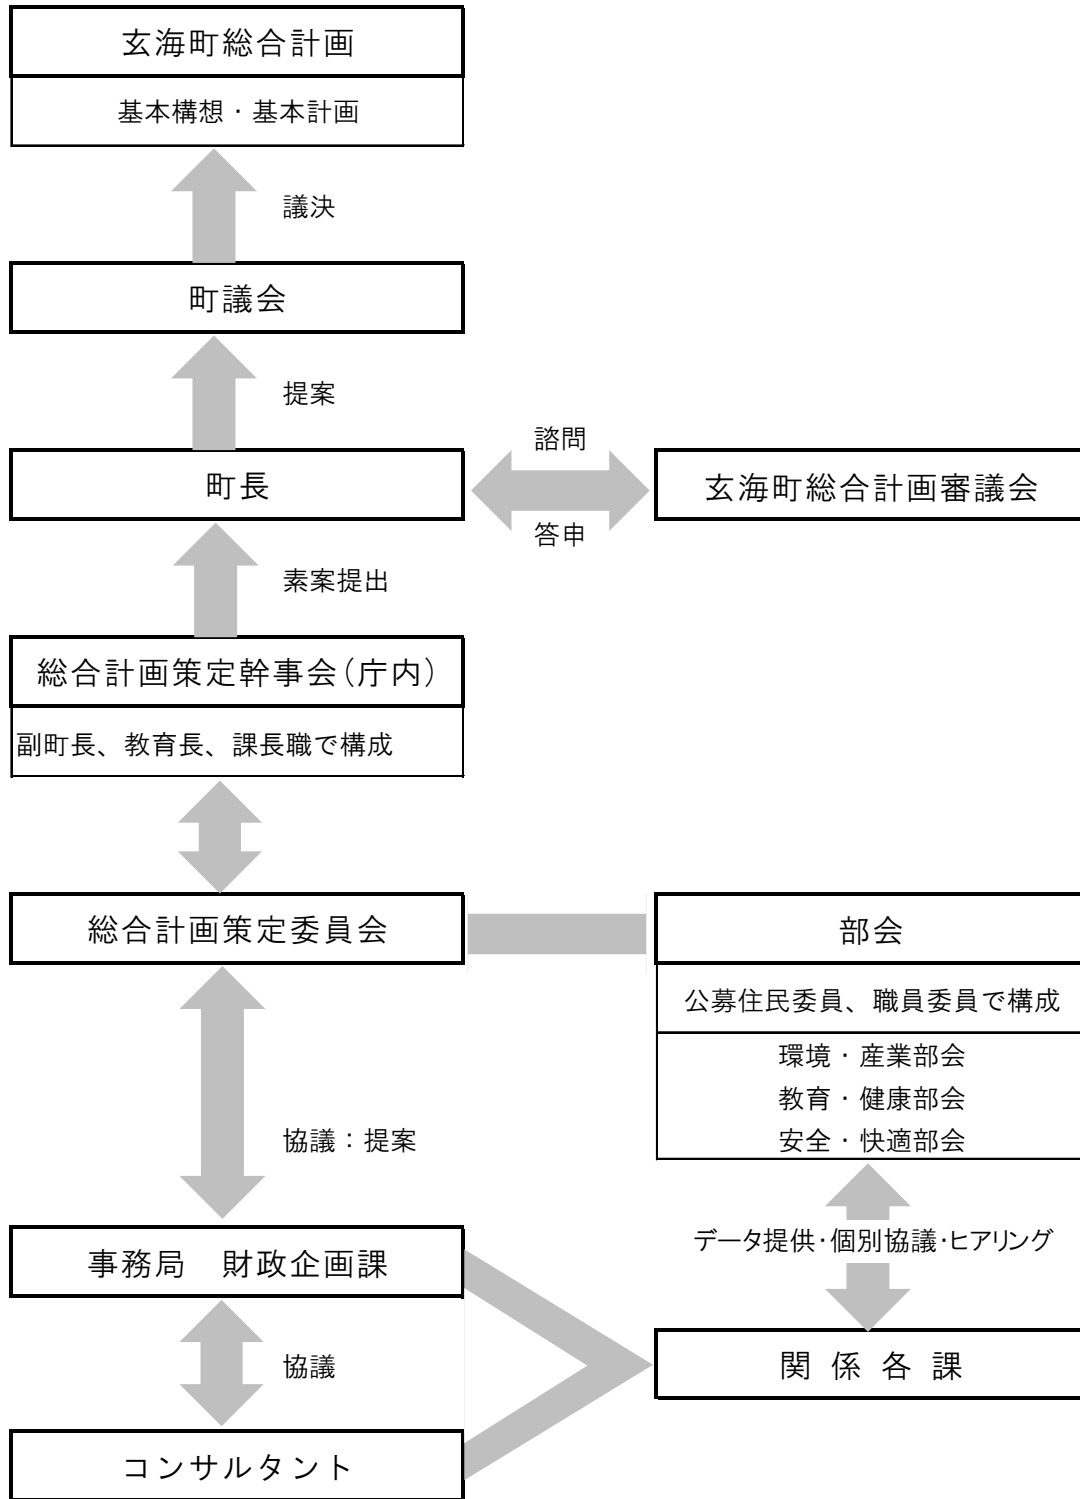 玄海町総合計画
基本構想・基本計画
議決
町議会
提案
町長
諮問
答申
玄海町総合計画審議会
素案提出
総合計画策定幹事会（庁内）
副町長、教育長、課長職で構成
総合計画策定委員会
部会
公募住民委員、職員委員で構成
環境・産業部会
教育・健康部会
安全・快適部会
協議：提案
データ提供・個別協議・ヒアリング
事務局　財政企画課
協議
関 係 各 課
コンサルタント